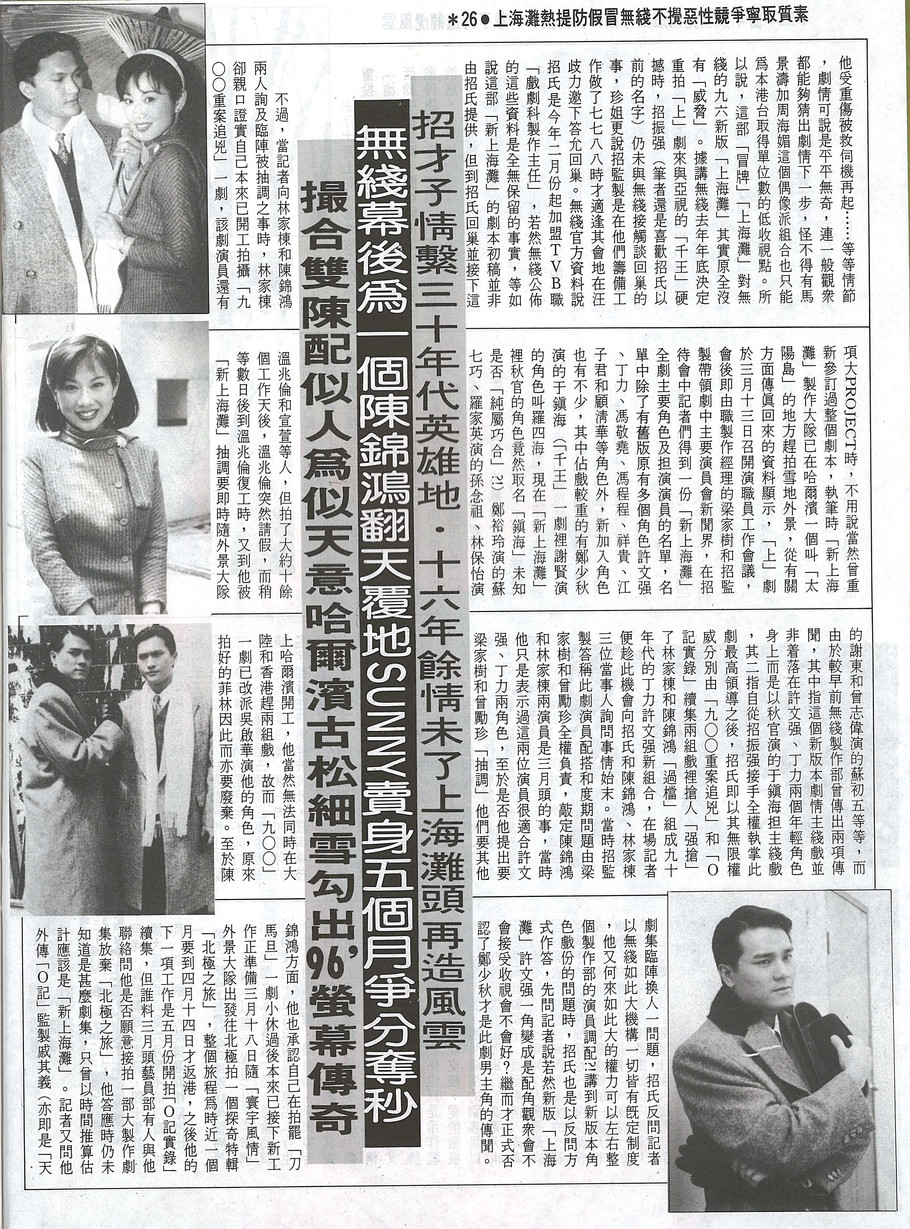 *26●上海灘熱提防假冒無綫不攪惡性競爭寧取質素
招才子情繫三十年代英雄地・十六年餘情未了上海灘頭再造風雲
無綫幕後爲一個陳錦鴻翻天覆地SUNNY賣身五個月爭分奪秒
撮合雙陳配似人爲似天意哈爾濱古松細雪勾出96'螢幕傳奇
他受重傷被救伺機再起……等等情節
，劇情可說是平平無奇，連一般觀衆
都能夠猜出劇情下一步，怪不得有馬
景濤加周海媚這個偶像派組合也只能
爲本港台取得單位數的低收視點。所
以說，這部「冒牌」「上海灘」對無
綫的九六新版「上海灘」其實原全沒
有「威脅」。據講無綫去年年底決定
重拍「上」劇來與亞視的「千王」硬
撼時，招振强（筆者還是喜歡招氏以
前的名字）仍未與無綫接觸談回巢的
事，珍姐更說招監製是在他們籌備工
作做了七七八八時才適逢其會地在汪
歧力邀下答允回巢。無綫官方資料說
招氏是今年二月份起加盟ＴＶＢ職
「戲劇科製作主任」，若然無綫公佈
的這些資料是全無保留的事實，等如
說這部「新上海灘」的劇本初稿並非
由招氏提供，但到招氏回巢並接下這
不過，當記者向林家棟和陳錦鴻
兩人詢及臨陣被抽調之事時，林家棟
卻親口證實自己本來已開工拍攝「九
〇〇重案追兇」一劇，該劇演員還有
項大PROJECT時，不用說當然曾重
新參訂過整個劇本，執筆時「新上海
灘」製作大隊已在哈爾濱一個叫「太
陽島」的地方趕拍雪地外景，從有關
方面傳眞回來的資料顯示，「上」劇
於三月十三日召開演職員工作會議，
會後即由職製作經理的梁家樹和招監
製帶領劇中主要演員會新聞界，在招
待會中記者們得到一份「新上海灘」
全劇主要角色及担演演員的名單，名
單中除了有舊版原有多個角色許文强
、丁力、馮敬堯、馮程程、祥貴、江
子君和顧淸華等角色外，新加入角色
也有不少，其中佔戲較重的有鄭少秋
演的于鎭海（「千王」一劇裡謝賢演
的角色叫羅四海，現在「新上海灘」
裡秋官的角色竟然取名「鎭海」未知
是否「純屬巧合」?!）鄭裕玲演的蘇
七巧、羅家英演的孫念祖、林保怡演
溫兆倫和宣萱等人，但拍了大約十餘
個工作天後，溫兆倫突然請假，而稍
等數日後到溫兆倫復工時，又到他被
「新上海灘」抽調要即時隨外景大隊
的謝東和曾志偉演的蘇初五等等，而
由於較早前無綫製作部曾傳出兩項傳
聞，其中指這個新版本劇情主綫戲並
非着落在許文强、丁力兩個年輕角色
身上而是以秋官演的于鎭海担主綫戲
，其二指自從招振强接手全權執掌此
劇最高領導之後，招氏即以其無限權
威分別由「九〇〇重案追兇」和「Ｏ
記實錄」續集兩組戲裡搶人「强搶」
了林家棟和陳錦鴻「過檔」組成九十
年代的丁力許文强新組合，在場記者
便趁此機會向招氏和陳錦鴻、林家棟
三位當事人詢問事情始末。當時招監
製答稱此劇演員配搭和度期問題由梁
家樹和曾勵珍全權負責，敲定陳錦鴻
和林家棟兩演員是三月頭的事，當時
他只是表示過這兩位演員很適合許文
强、丁力兩角色，至於是否他提出要
梁家樹和曾勵珍「抽調」他們要其他
上哈爾濱開工，他當然無法同時在大
陸和香港趕兩組戲，故而「九〇〇」
一劇已改派吳啟華演他的角色，原來
拍好的菲林因此而亦要廢棄。至於陳
劇集臨陣換人一問題，招氏反問記者
以無綫如此大機構一切皆有旣定制度
，他又何來如此大的權力可以左右整
個製作部的演員調配?!講到新版本角
色戲份的問題時，招氏也是以反問方
式作答，先問記者說若然新版「上海
灘」許文强一角變成是配角觀衆會不
會接受收視會不會好？繼而才正式否
認了鄭少秋才是此劇男主角的傳聞。
錦鴻方面，他也承認自己在拍罷「刀
馬旦」一劇小休過後本來已接下新工
作正準備三月十八日隨「寰宇風情」
外景大隊出發往北極拍一個探奇特輯
「北極之旅」，整個旅程爲時近一個
月要到四月十四日才返港，之後他的
下一項工作是五月份開拍「Ｏ記實錄」
續集，但誰料三月頭藝員部有人與他
聯絡問他是否願意接拍一部大製作劇
集放棄「北極之旅」，他答應時仍未
知道是甚麼劇集，只曾以時間推算估
計應該是「新上海灘」。記者又問他
外傳「Ｏ記」監製戚其義（亦即是「天